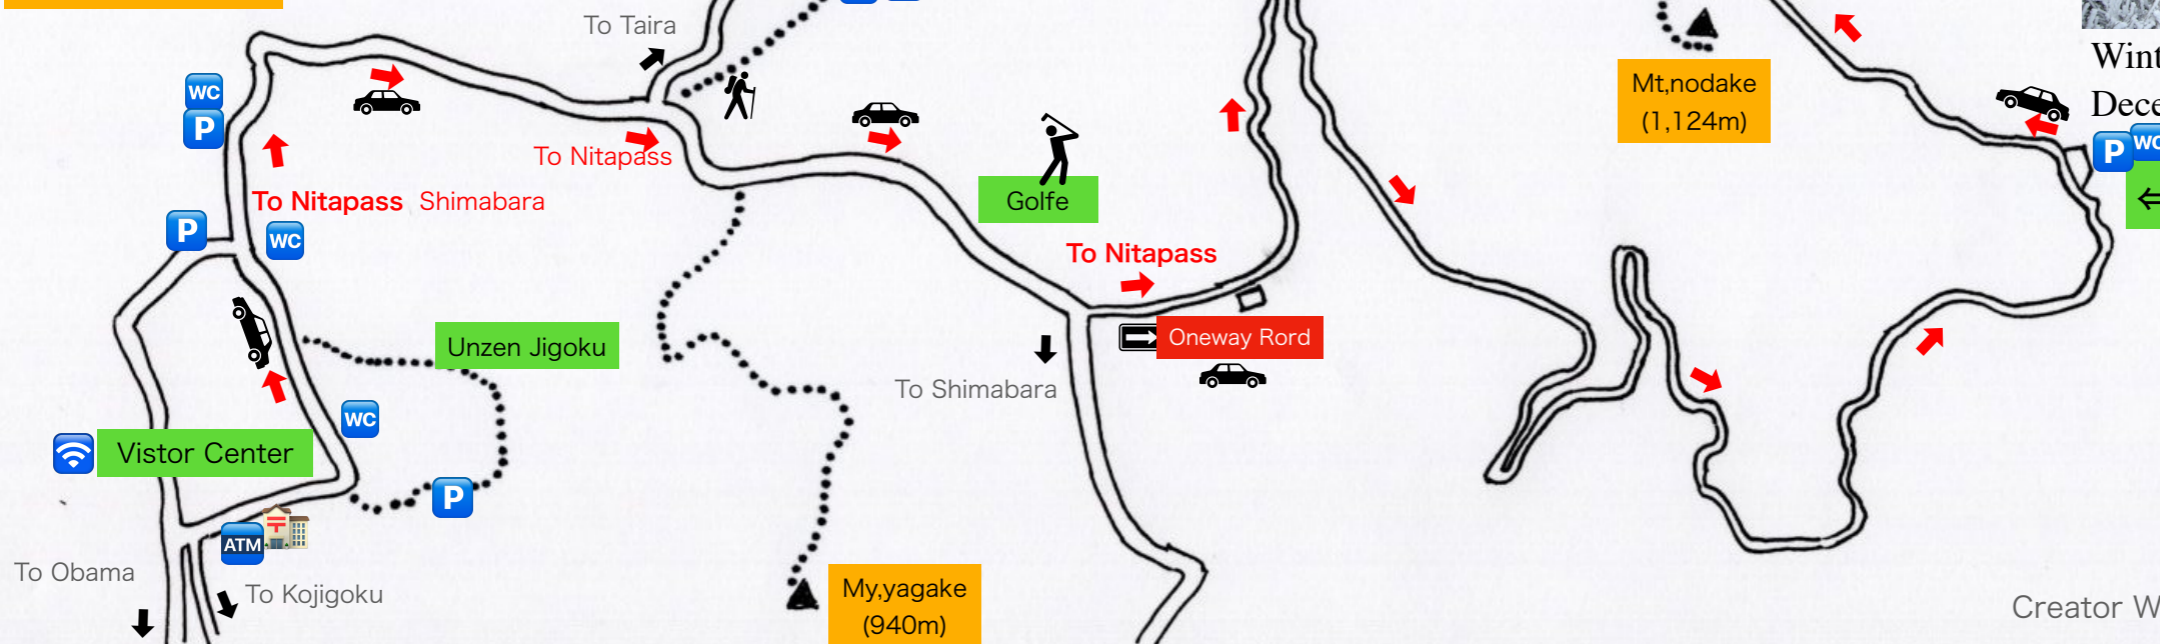 To Taira
Wint
Dece
Mt,nodake
(1,124m)
WC
P
To Nitapass
P
WC
To Nitapass Shimabara
Golfe
P
WC
To Nitapass
Unzen Jigoku
Oneway Rord
To Shimabara
WC
Vistor Center
P
ATM
To Obama
To Kojigoku
My,yagake
(940m)
Creator W